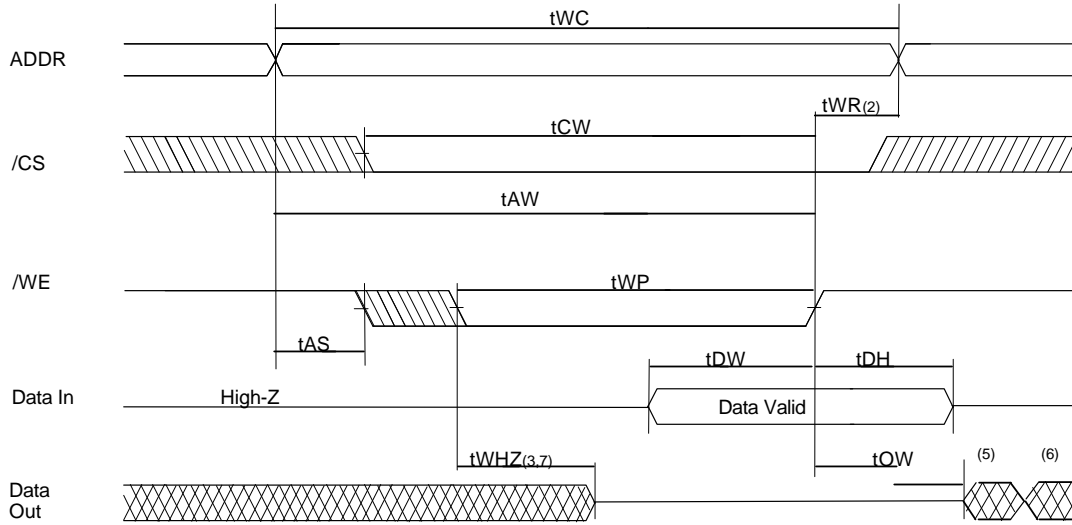 tWC
ADDR
tWR(2)
tCW
/CS
tAW
/WE
tWP
tAS
tDW
tDH
Data In
High-Z
Data Valid
tWHZ(3,7)
tOW
(5)
(6)
Data
Out